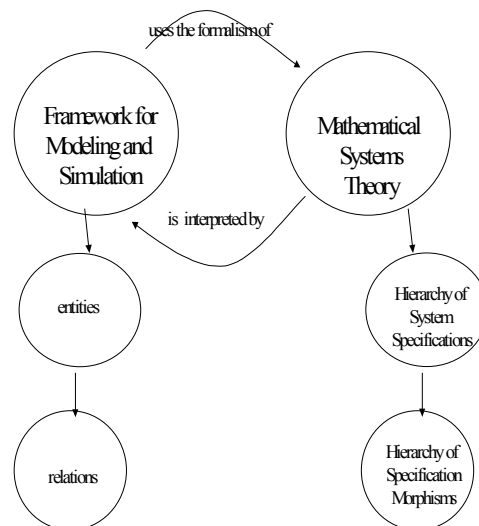 uses the formalism of
Framework for
Modeling and
Simulation
Mathematical
Systems
Theory
is interpreted by
entities
Hierarchy of
System
Specifications
relations
Hierarchy of
Specification
Morphisms